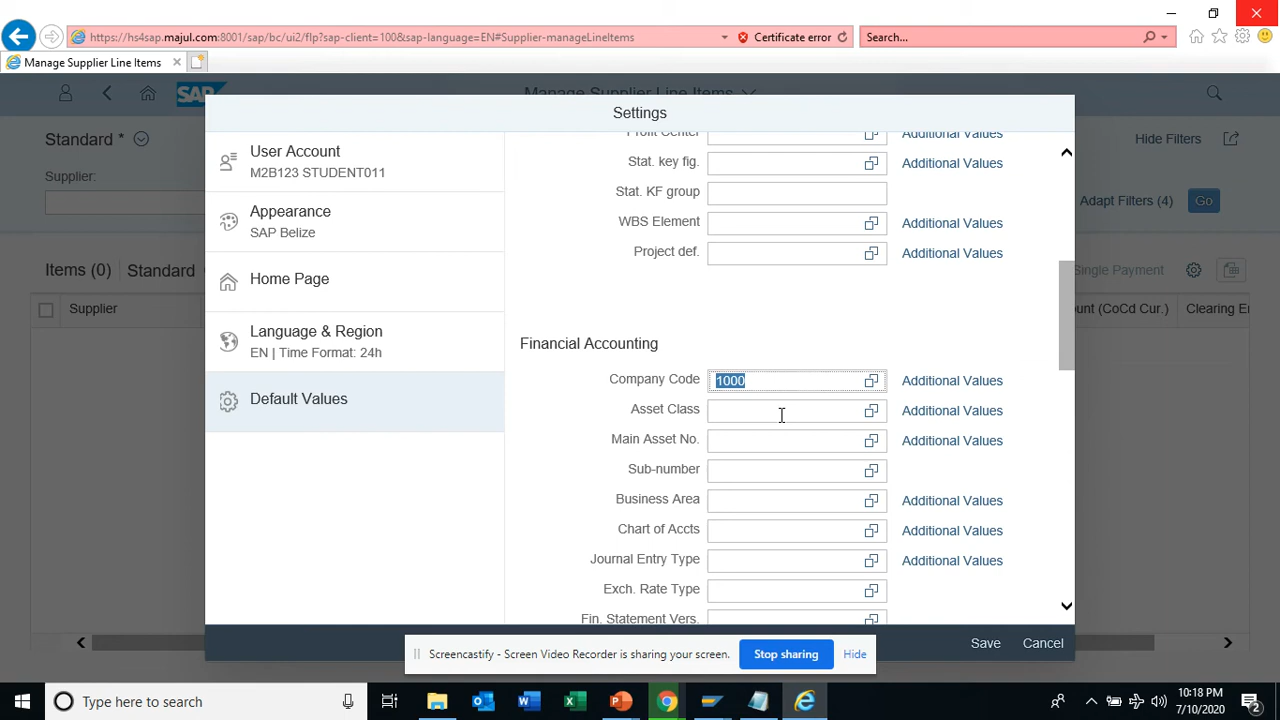 https://hs4sap.majul.com:8001/sap/bc/ui2/flp?sap-client=100&sap-language=EN#Supplier-manageLineItems
Certificate error
Search...
Manage Supplier Line Items
SAP
Manage Supplier Line Items
Settings
Standard *
Hide Filters
Supplier:
Adapt Filters (4)
Go
Items (0)
Standard
Single Payment
Supplier
ount (CoCd Cur.)
Clearing En
User Account
M2B123 STUDENT011
Appearance
SAP Belize
Home Page
Language & Region
EN | Time Format: 24h
Default Values
Profit Center Additional Values
Stat. key fig. Additional Values
Stat. KF group
WBS Element Additional Values
Project def. Additional Values
Financial Accounting
Company Code 1000 Additional Values
Asset Class Additional Values
Main Asset No. Additional Values
Sub-number
Business Area Additional Values
Chart of Accts Additional Values
Journal Entry Type Additional Values
Exch. Rate Type
Fin. Statement Vers.
Save Cancel
Screencastify - Screen Video Recorder is sharing your screen. Stop sharing Hide
Type here to search
10:18 PM
7/10/2020
2